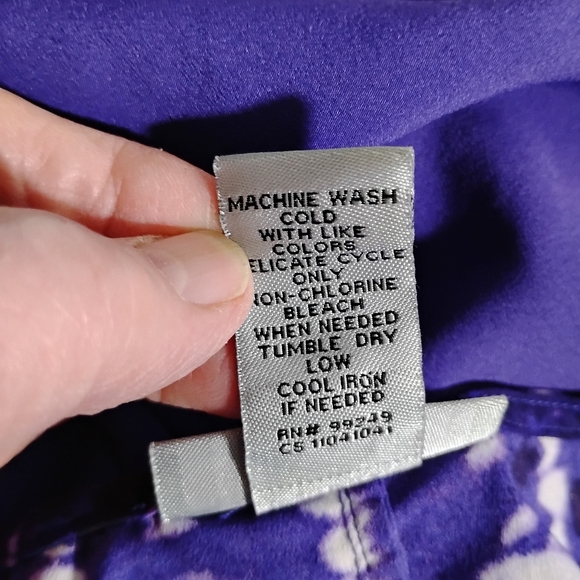 MACHINE WASH
COLD
WITH LIKE
COLORS
ELICATE CYCLE
ONLY
NON-CHLORINE
BLEACH
WHEN NEEDED
TUMBLE DRY
LOW
COOL IRON
IF NEEDED
RN# 99249
CS 11041041